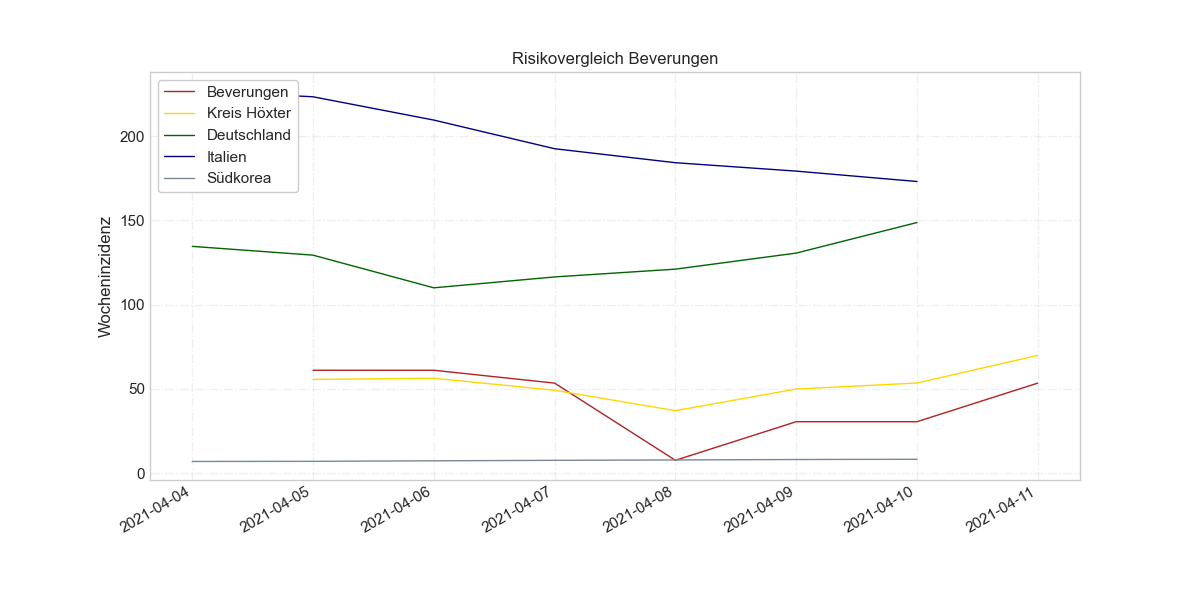 Risikovergleich Beverungen
Beverungen
Kreis Höxter
Deutschland
Italien
Südkorea
Wocheninzidenz
200
150
100
50
0
2021-04-04
2021-04-05
2021-04-06
2021-04-07
2021-04-08
2021-04-09
2021-04-10
2021-04-11